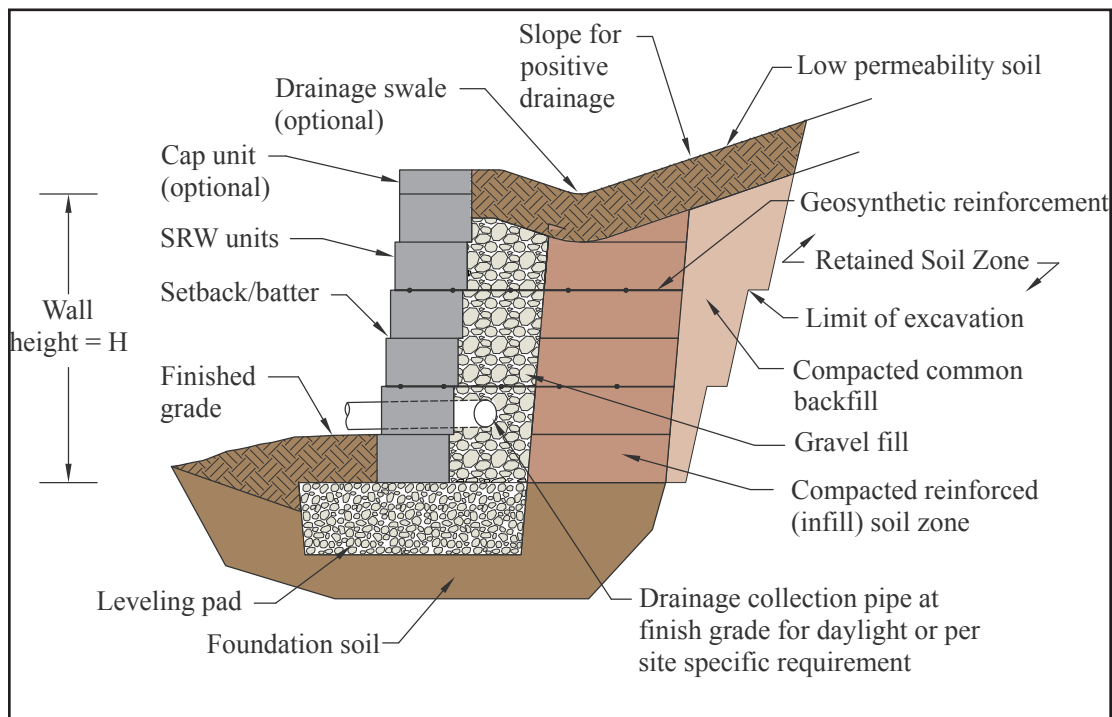 Slope for
positive
drainage
Low permeability soil
Drainage swale
(optional)
Cap unit
(optional)
Geosynthetic reinforcement
SRW units
Retained Soil Zone
Setback/batter
Limit of excavation
Wall
height = H
Finished
grade
Compacted common
backfill
Gravel fill
Compacted reinforced
(infill) soil zone
Leveling pad
Drainage collection pipe at
finish grade for daylight or per
site specific requirement
Foundation soil